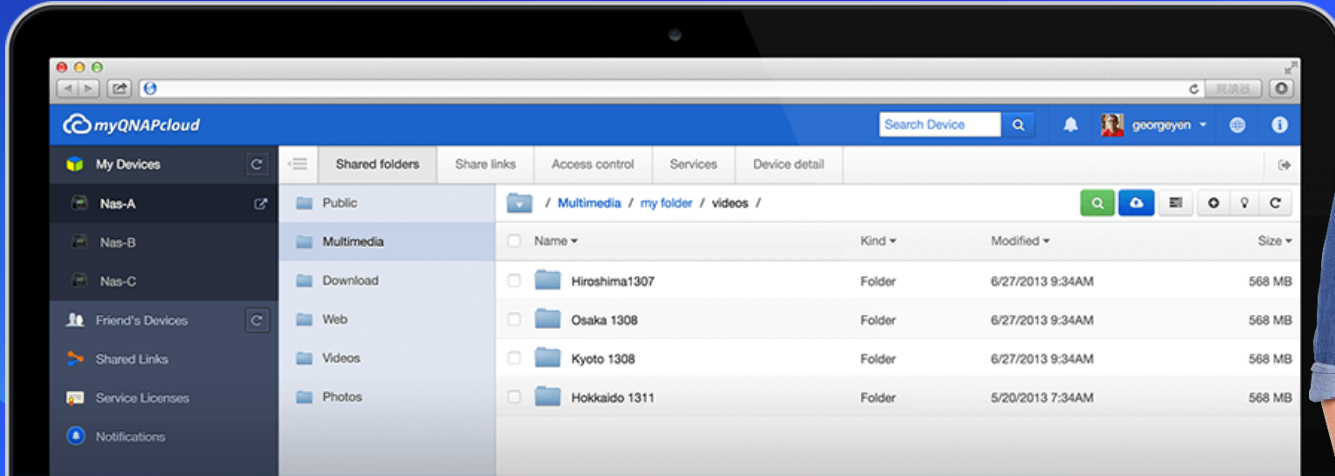 myQNAPcloud
Search Device
georgeyen
My Devices
Shared folders
Share links
Access control
Services
Device detail
Nas-A
Nas-B
Nas-C
Friend's Devices
Shared Links
Service Licenses
Notifications
Public
Multimedia
Download
Web
Videos
Photos
/ Multimedia / my folder / videos /
Name Kind Modified Size
Hiroshima1307 Folder 6/27/2013 9:34AM 568 MB
Osaka 1308 Folder 6/27/2013 9:34AM 568 MB
Kyoto 1308 Folder 6/27/2013 9:34AM 568 MB
Hokkaido 1311 Folder 5/20/2013 7:34AM 568 MB